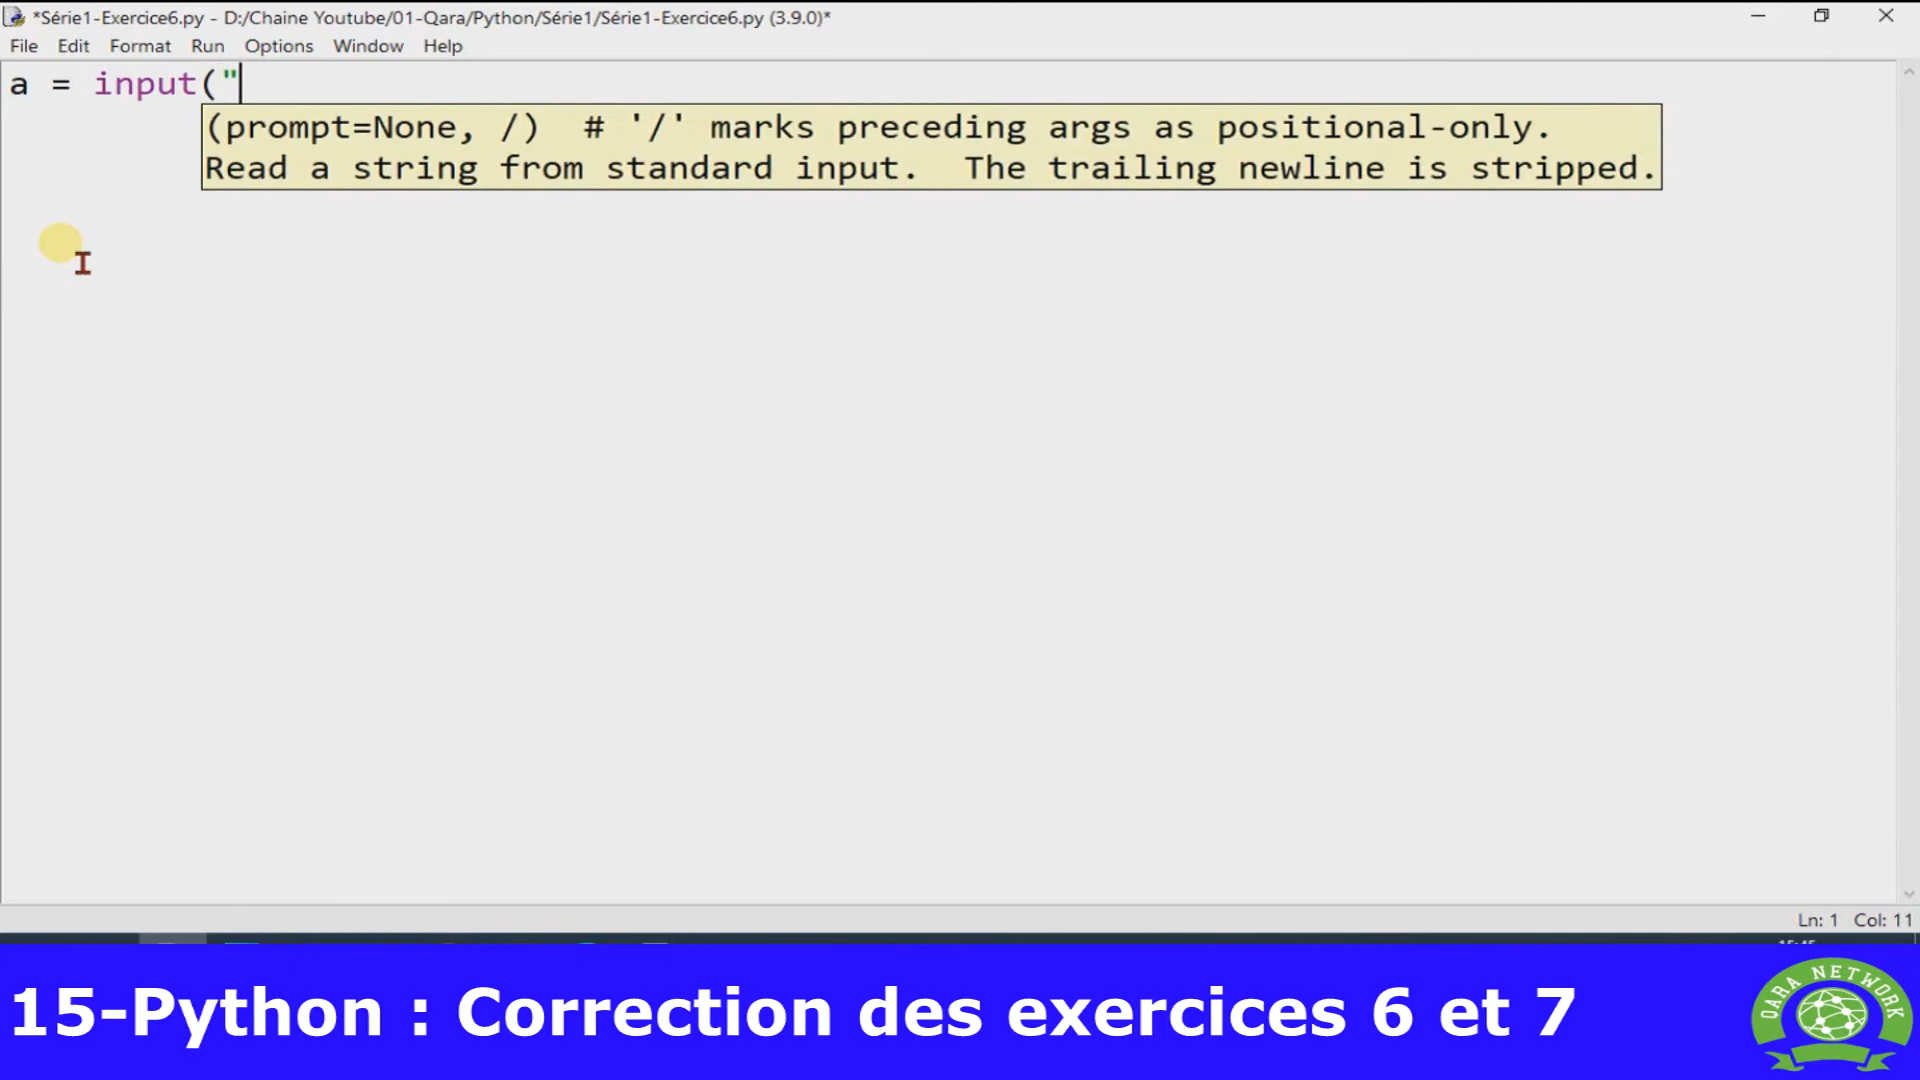 *Série1-Exercice6.py - D:/Chaine Youtube/01-Qara/Python/Série1/Série1-Exercice6.py (3.9.0)*
File Edit Format Run Options Window Help
a = input("
(prompt=None, /)  # '/' marks preceding args as positional-only.
Read a string from standard input.  The trailing newline is stripped.
Ln: 1 Col: 11
15-Python : Correction des exercices 6 et 7
QARA NETWORK